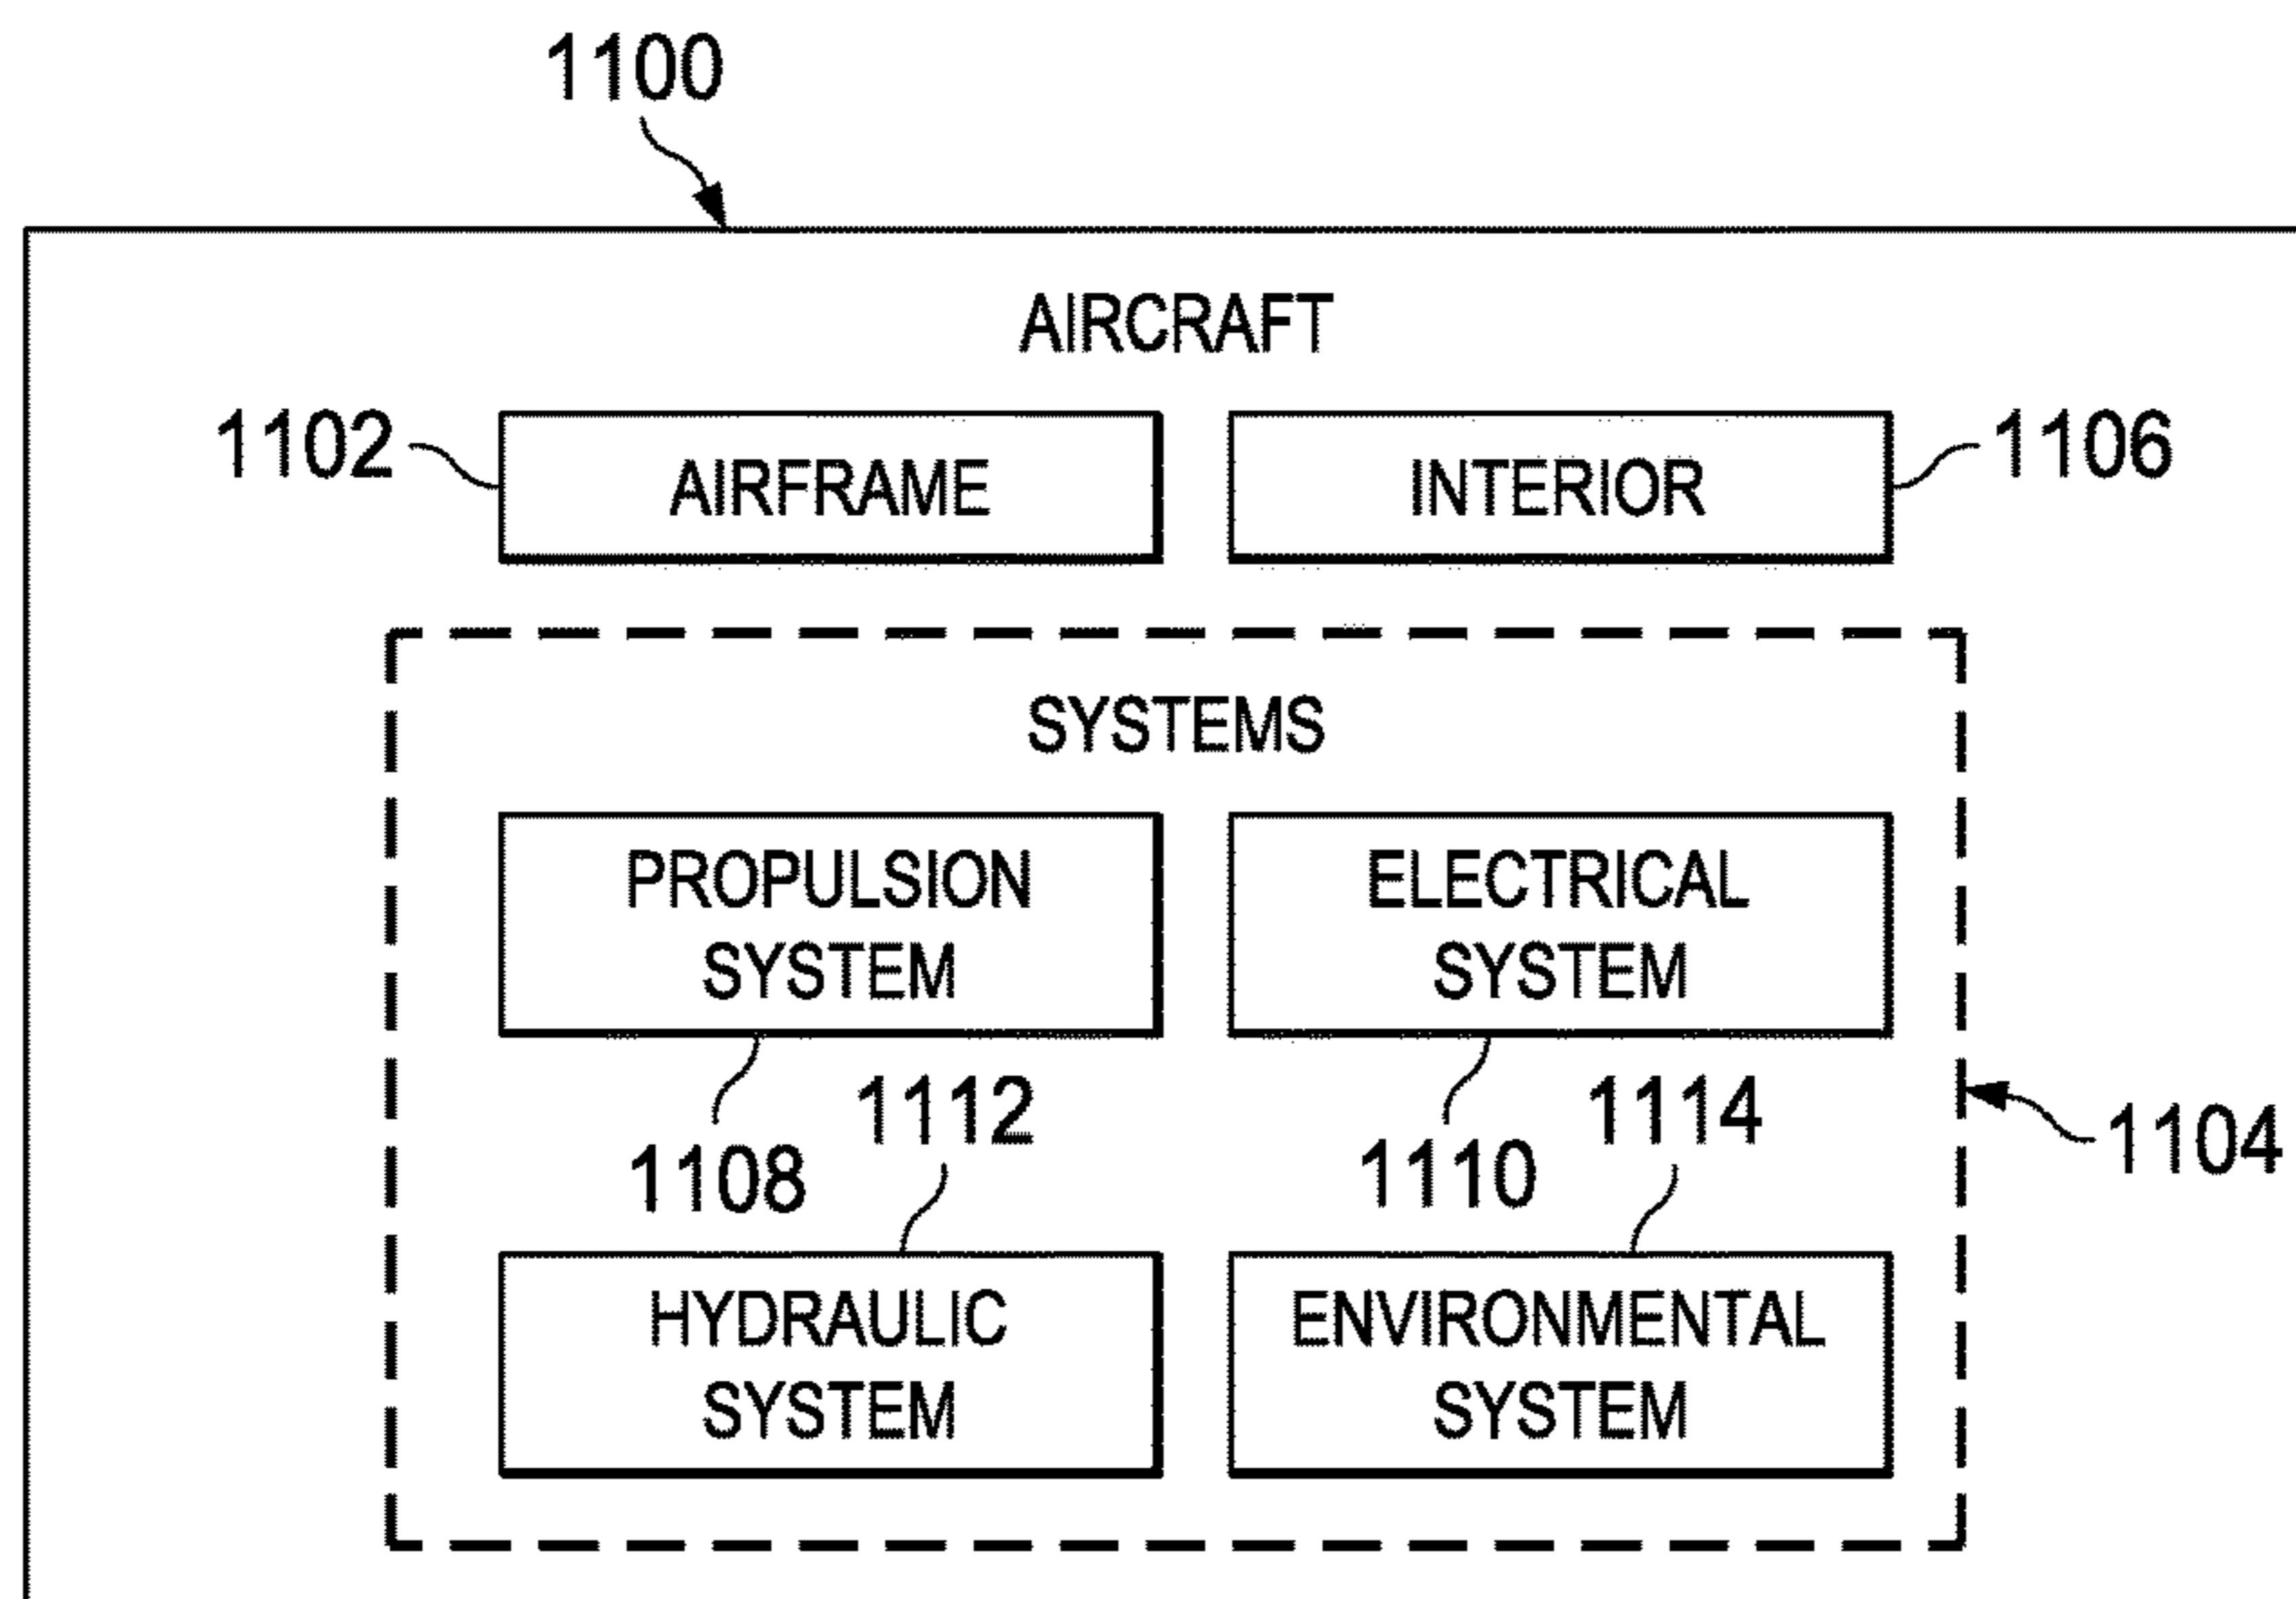 1100
AIRCRAFT
1102
AIRFRAME
INTERIOR
1106
SYSTEMS
PROPULSION
SYSTEM
ELECTRICAL
SYSTEM
1108
1112
1110
1114
1104
HYDRAULIC
SYSTEM
ENVIRONMENTAL
SYSTEM